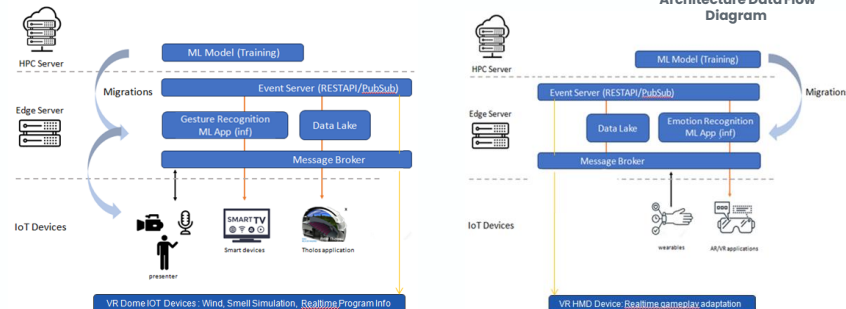 Architecture Data Flow
Diagram
HPC Server
ML Model (Training)
Migrations
Event Server (RESTAPI/PubSub)
Edge Server
Gesture Recognition
ML App (inf)
Data Lake
Message Broker
IoT Devices
presenter
SMART TV
Smart devices
Tholos application
VR Dome IOT Devices : Wind, Smell Simulation, Realtime Program Info
HPC Server
ML Model (Training)
Migration
Event Server (RESTAPI/PubSub)
Edge Server
Data Lake
Emotion Recognition
ML App (inf)
Message Broker
IoT Devices
wearables
AR/VR applications
VR HMD Device: Realtime gameplay adaptation